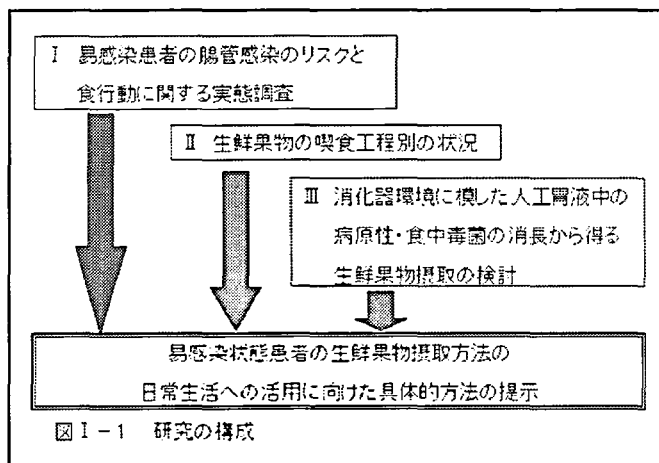 Ⅰ 易感染患者の腸管感染のリスクと
食行動に関する実態調査
Ⅱ 生鮮果物の喫食工程別の状況
Ⅲ 消化器環境に模した人工胃液中の
病原性・食中毒菌の消長から得る
生鮮果物摂取の検討
易感染状態患者の生鮮果物摂取方法の
日常生活への活用に向けた具体的方法の提示
図Ⅰ-1 研究の構成